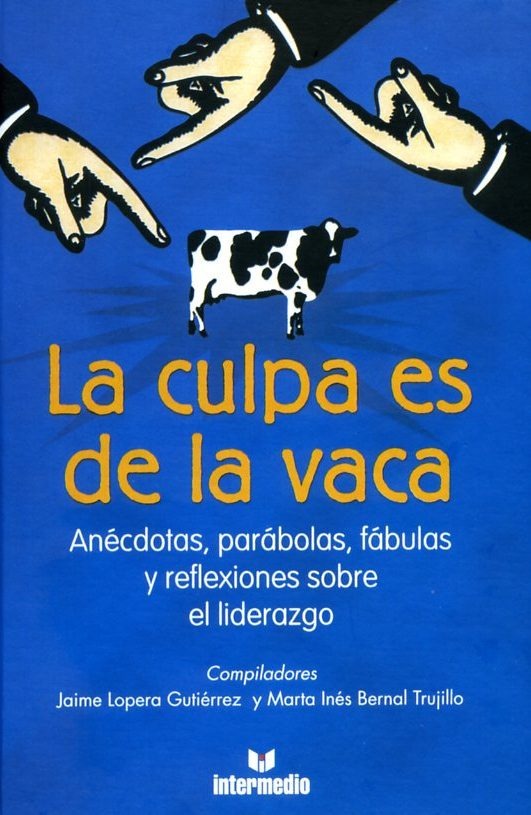 La culpa es
de la vaca
Anécdotas, parábolas, fábulas
y reflexiones sobre
el liderazgo
Compiladores
Jaime Lopera Gutiérrez y Marta Inés Bernal Trujillo
intermedio